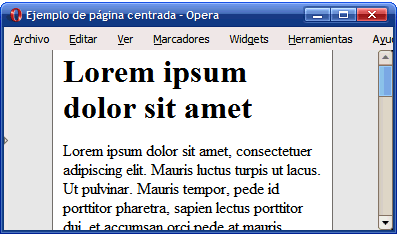 Ejemplo de página centrada - Opera
Archivo Editar Ver Marcadores Widgets Herramientas
Lorem ipsum
dolor sit amet
Lorem ipsum dolor sit amet, consectetuer
adipiscing elit. Mauris luctus turpis ut lacus.
Ut pulvinar. Mauris tempor, pede id
porttitor pharetra, sapien lectus porttitor
dui, et accumsan orci pede at mauris